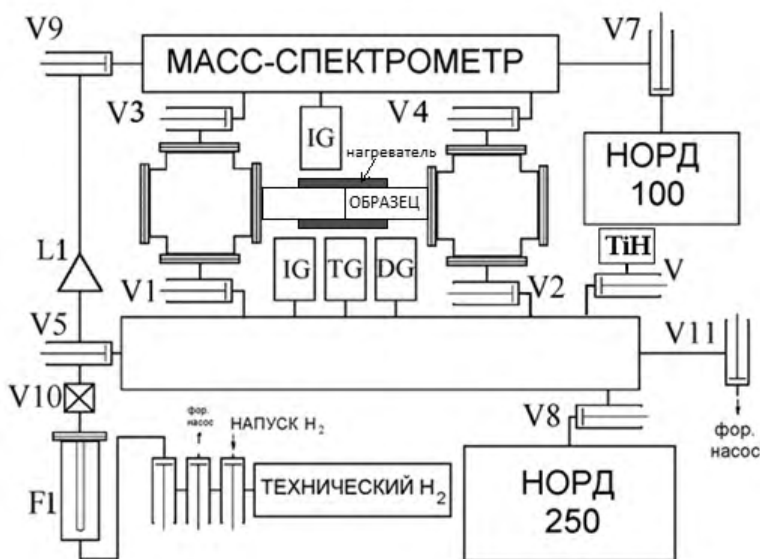 V9
V7
МАСС-СПЕКТРОМЕТР
V3
IG
V4
нагреватель
НОРД
100
ОБРАЗЕЦ
TiH
L1
IG
TG
DG
V1
V2
V
V5
V11
V10
V8
фор.
насос
НАПУСК H₂
фор.
насос
F1
ТЕХНИЧЕСКИЙ H₂
НОРД
250